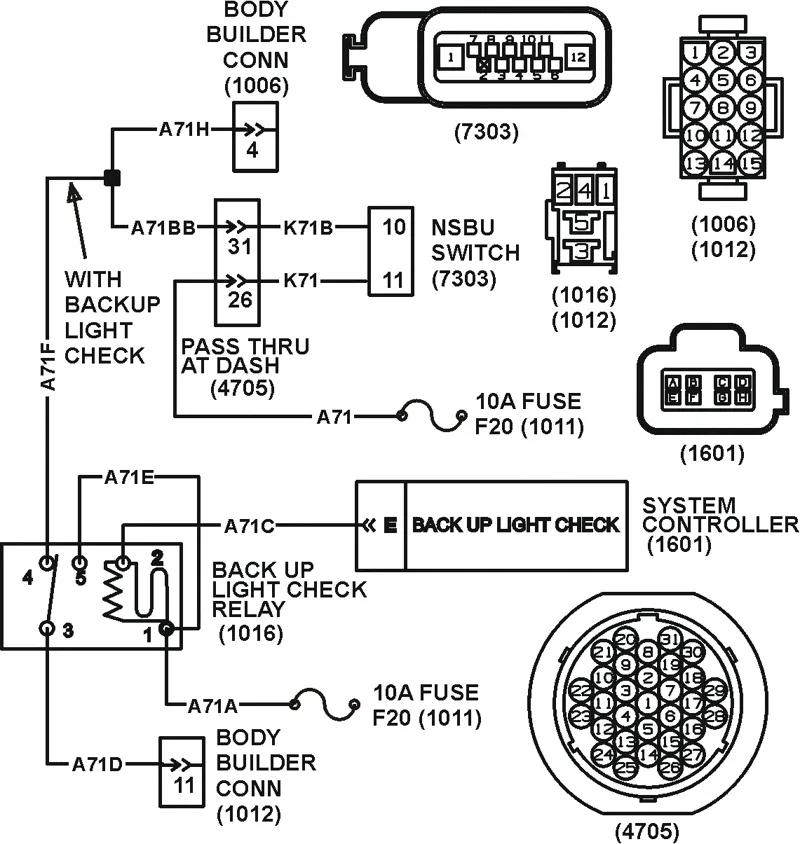 BODY
BUILDER
CONN
(1006)
A71H
4
A71BB
31
K71B
10
NSBU
SWITCH
(7303)
K71
26
11
WITH
BACKUP
LIGHT
CHECK
A71F
PASS THRU
AT DASH
(4705)
A71
10A FUSE
F20 (1011)
A71E
A71C
E
BACK UP LIGHT CHECK
SYSTEM
CONTROLLER
(1601)
4
5
2
3
1
BACK UP
LIGHT CHECK
RELAY
(1016)
A71A
10A FUSE
F20 (1011)
A71D
11
BODY
BUILDER
CONN
(1012)
7 8 9 10 11
1 12
2 3 4 5 6
(7303)
1 2 3
4 5 6
7 8 9
10 11 12
13 14 15
(1006)
(1012)
2 4 1
5
3
(1016)
(1012)
A B C D
E F G H
(1601)
20 31
21 8 30
9 19
10 2 18
22 3 7 29
11 1 17
23 4 6 28
12 5 16
13 15
24 14 27
25 26
(4705)